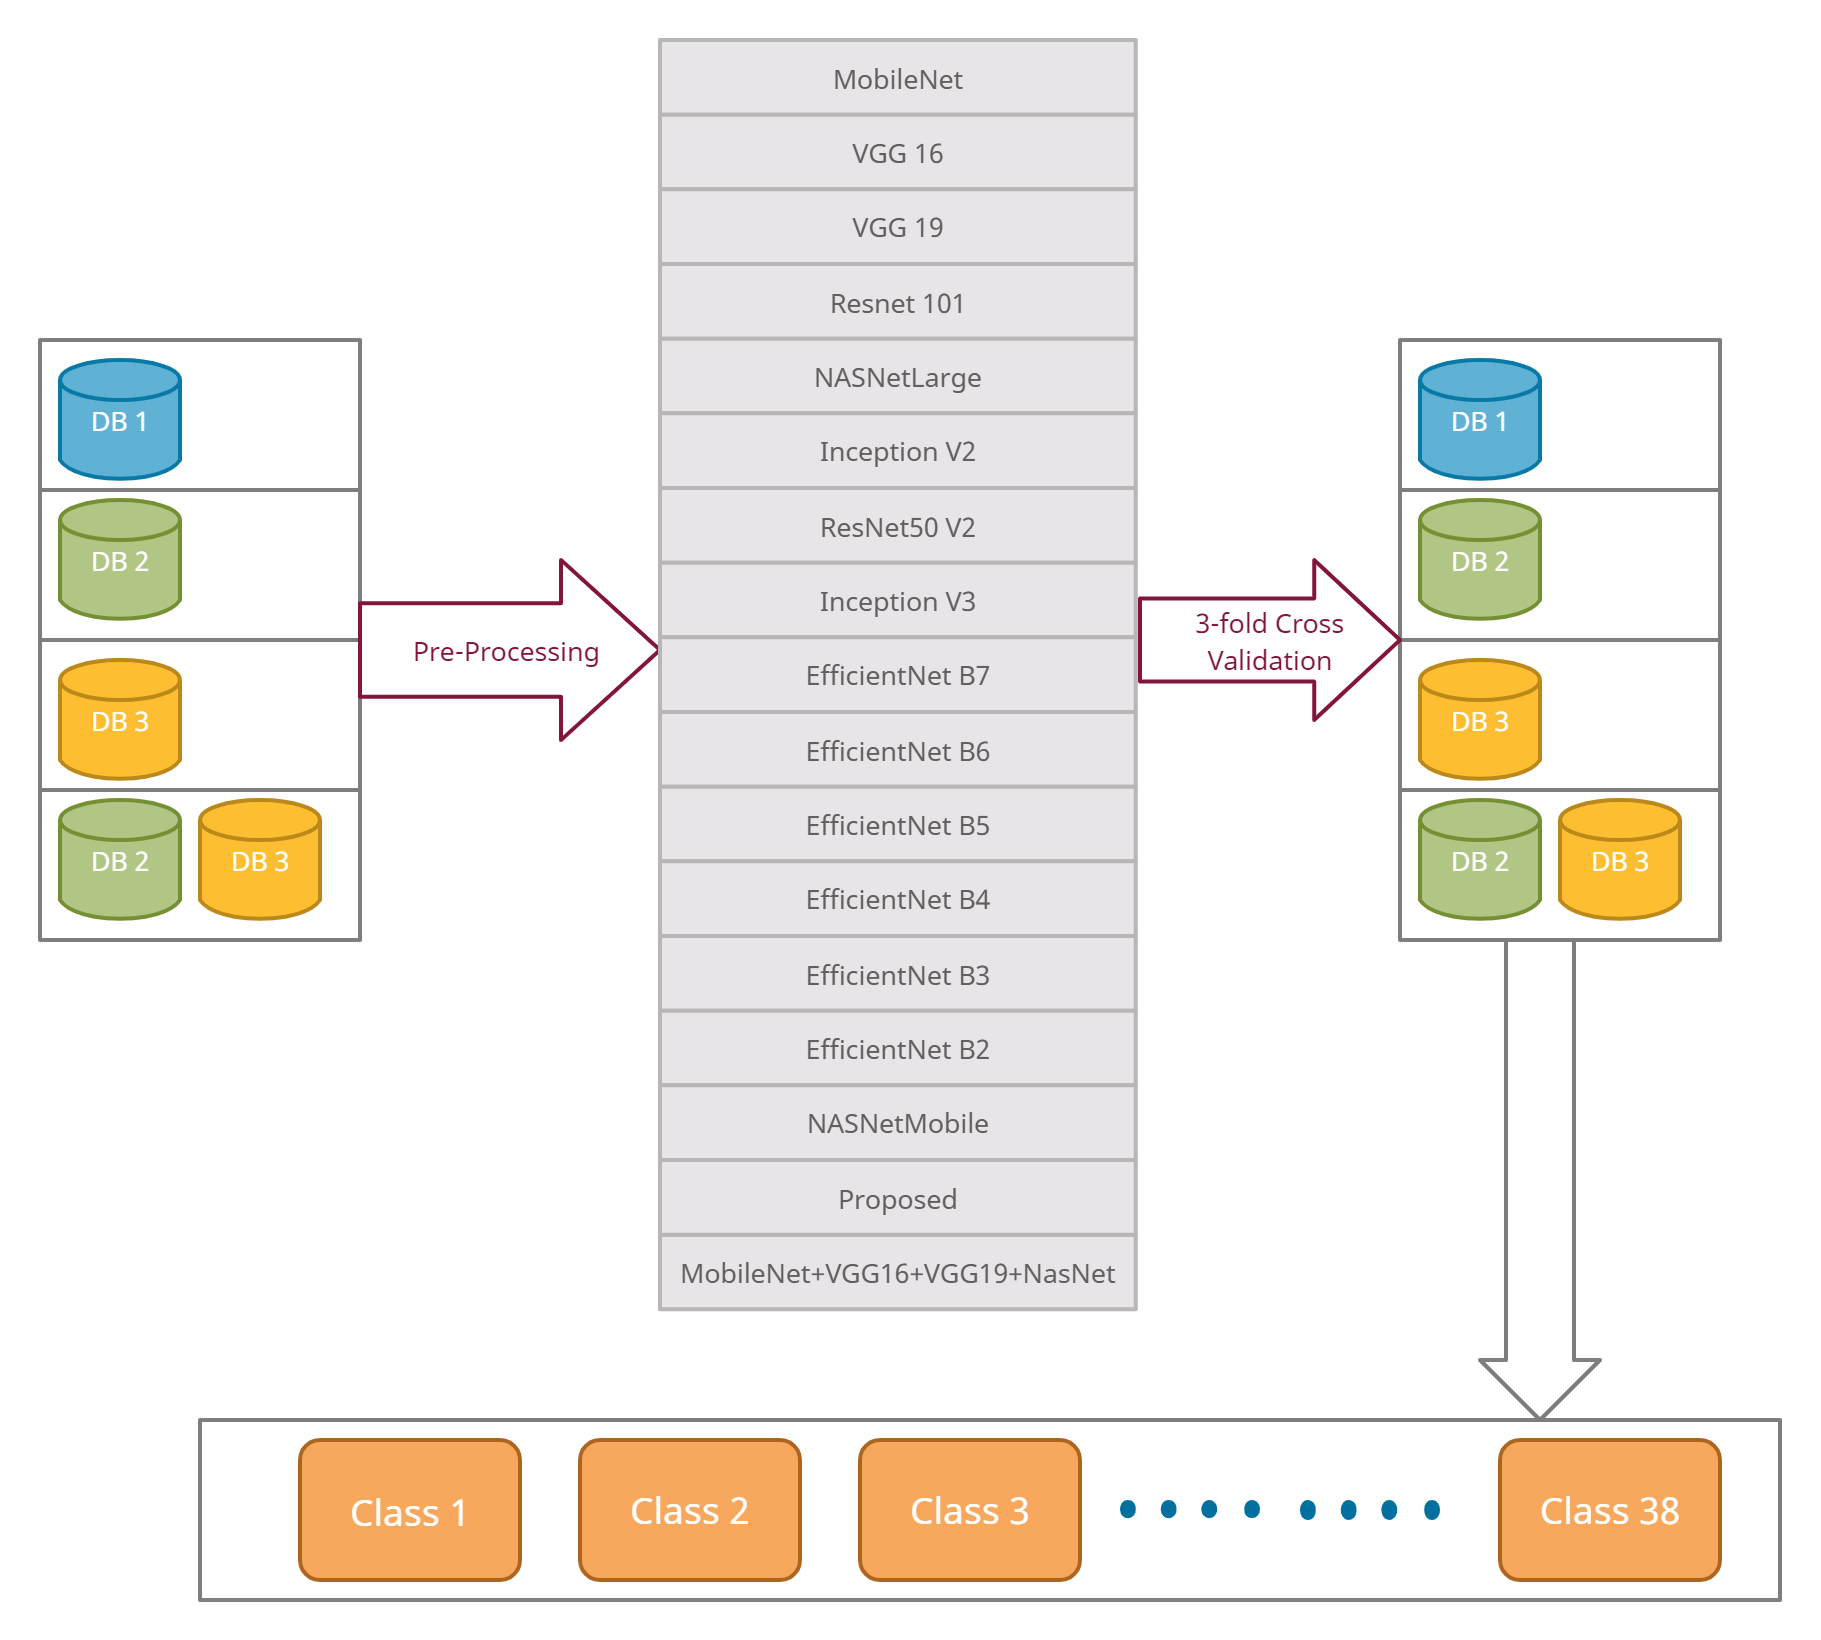 DB 1
DB 2
DB 3
DB 2
DB 3
Pre-Processing
MobileNet
VGG 16
VGG 19
Resnet 101
NASNetLarge
Inception V2
ResNet50 V2
Inception V3
EfficientNet B7
EfficientNet B6
EfficientNet B5
EfficientNet B4
EfficientNet B3
EfficientNet B2
NASNetMobile
Proposed
MobileNet+VGG16+VGG19+NasNet
3-fold Cross
Validation
DB 1
DB 2
DB 3
DB 2
DB 3
Class 1
Class 2
Class 3
Class 38